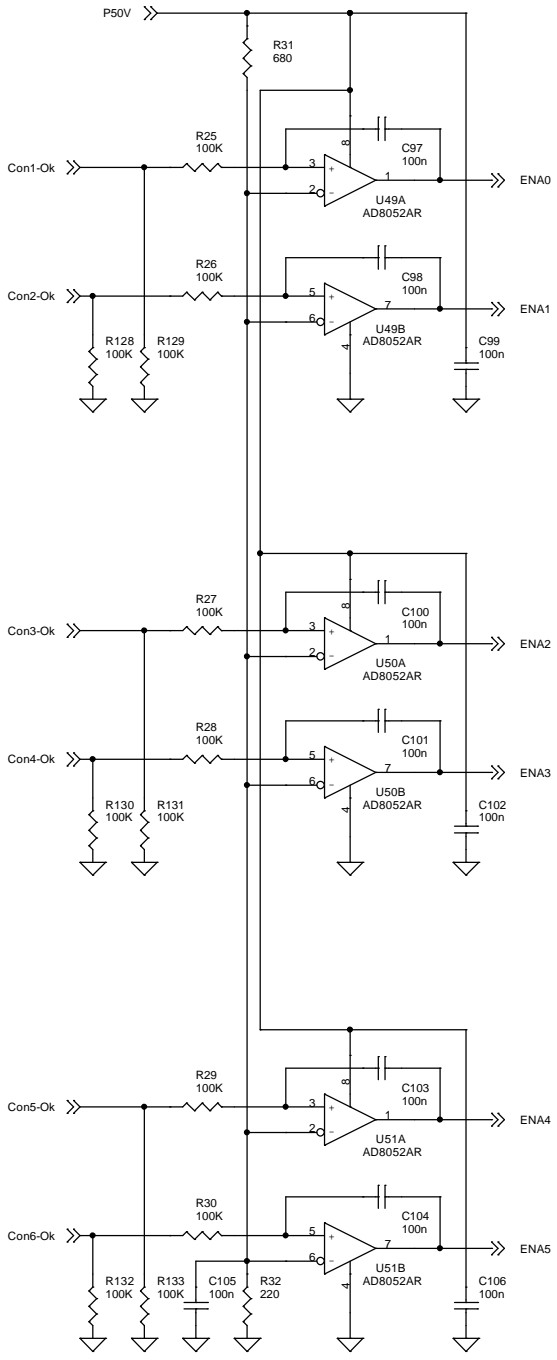 P50V
R31
680
R25
100K
C97
100n
Con1-Ok
3
+
8
1
ENA0
2
-
U49A
AD8052AR
R26
100K
C98
100n
Con2-Ok
5
+
7
ENA1
6
-
4
U49B
AD8052AR
R128
100K
R129
100K
C99
100n
R27
100K
C100
100n
Con3-Ok
3
+
8
1
ENA2
2
-
U50A
AD8052AR
R28
100K
C101
100n
Con4-Ok
5
+
7
ENA3
6
-
4
U50B
AD8052AR
R130
100K
R131
100K
C102
100n
R29
100K
C103
100n
Con5-Ok
3
+
8
1
ENA4
2
-
U51A
AD8052AR
R30
100K
C104
100n
Con6-Ok
5
+
7
ENA5
6
-
4
U51B
AD8052AR
R132
100K
R133
100K
C105
100n
R32
220
C106
100n